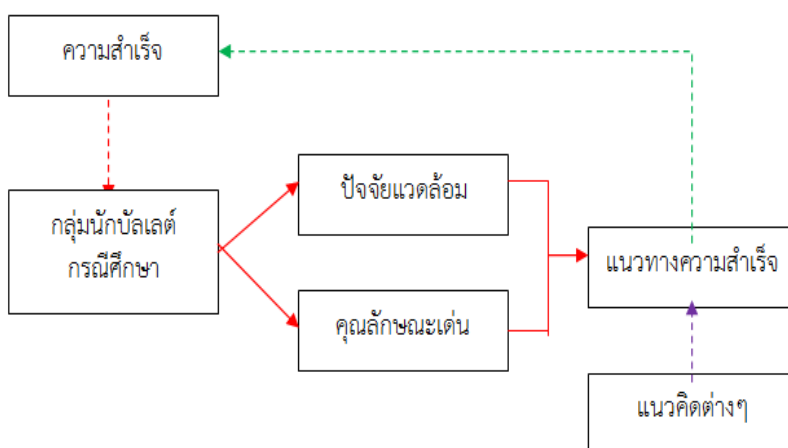 ความสำเร็จ
กลุ่มนักบัลเลต์
กรณีศึกษา
ปัจจัยแวดล้อม
คุณลักษณะเด่น
แนวทางความสำเร็จ
แนวคิดต่างๆ